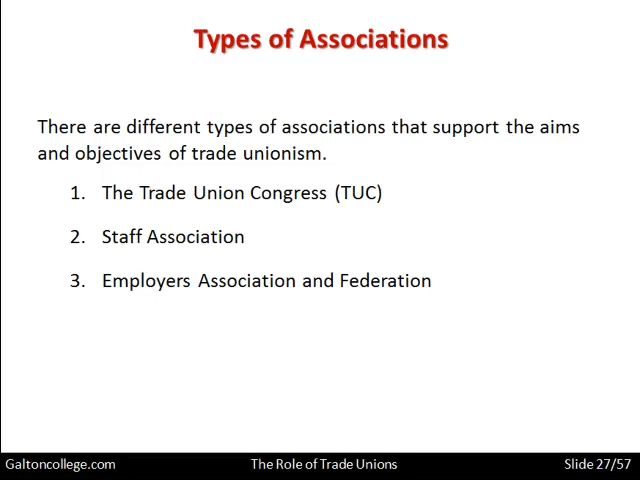 Types of Associations
There are different types of associations that support the aims
and objectives of trade unionism.
1. The Trade Union Congress (TUC)
2. Staff Association
3. Employers Association and Federation
Galtoncollege.com The Role of Trade Unions Slide 27/57